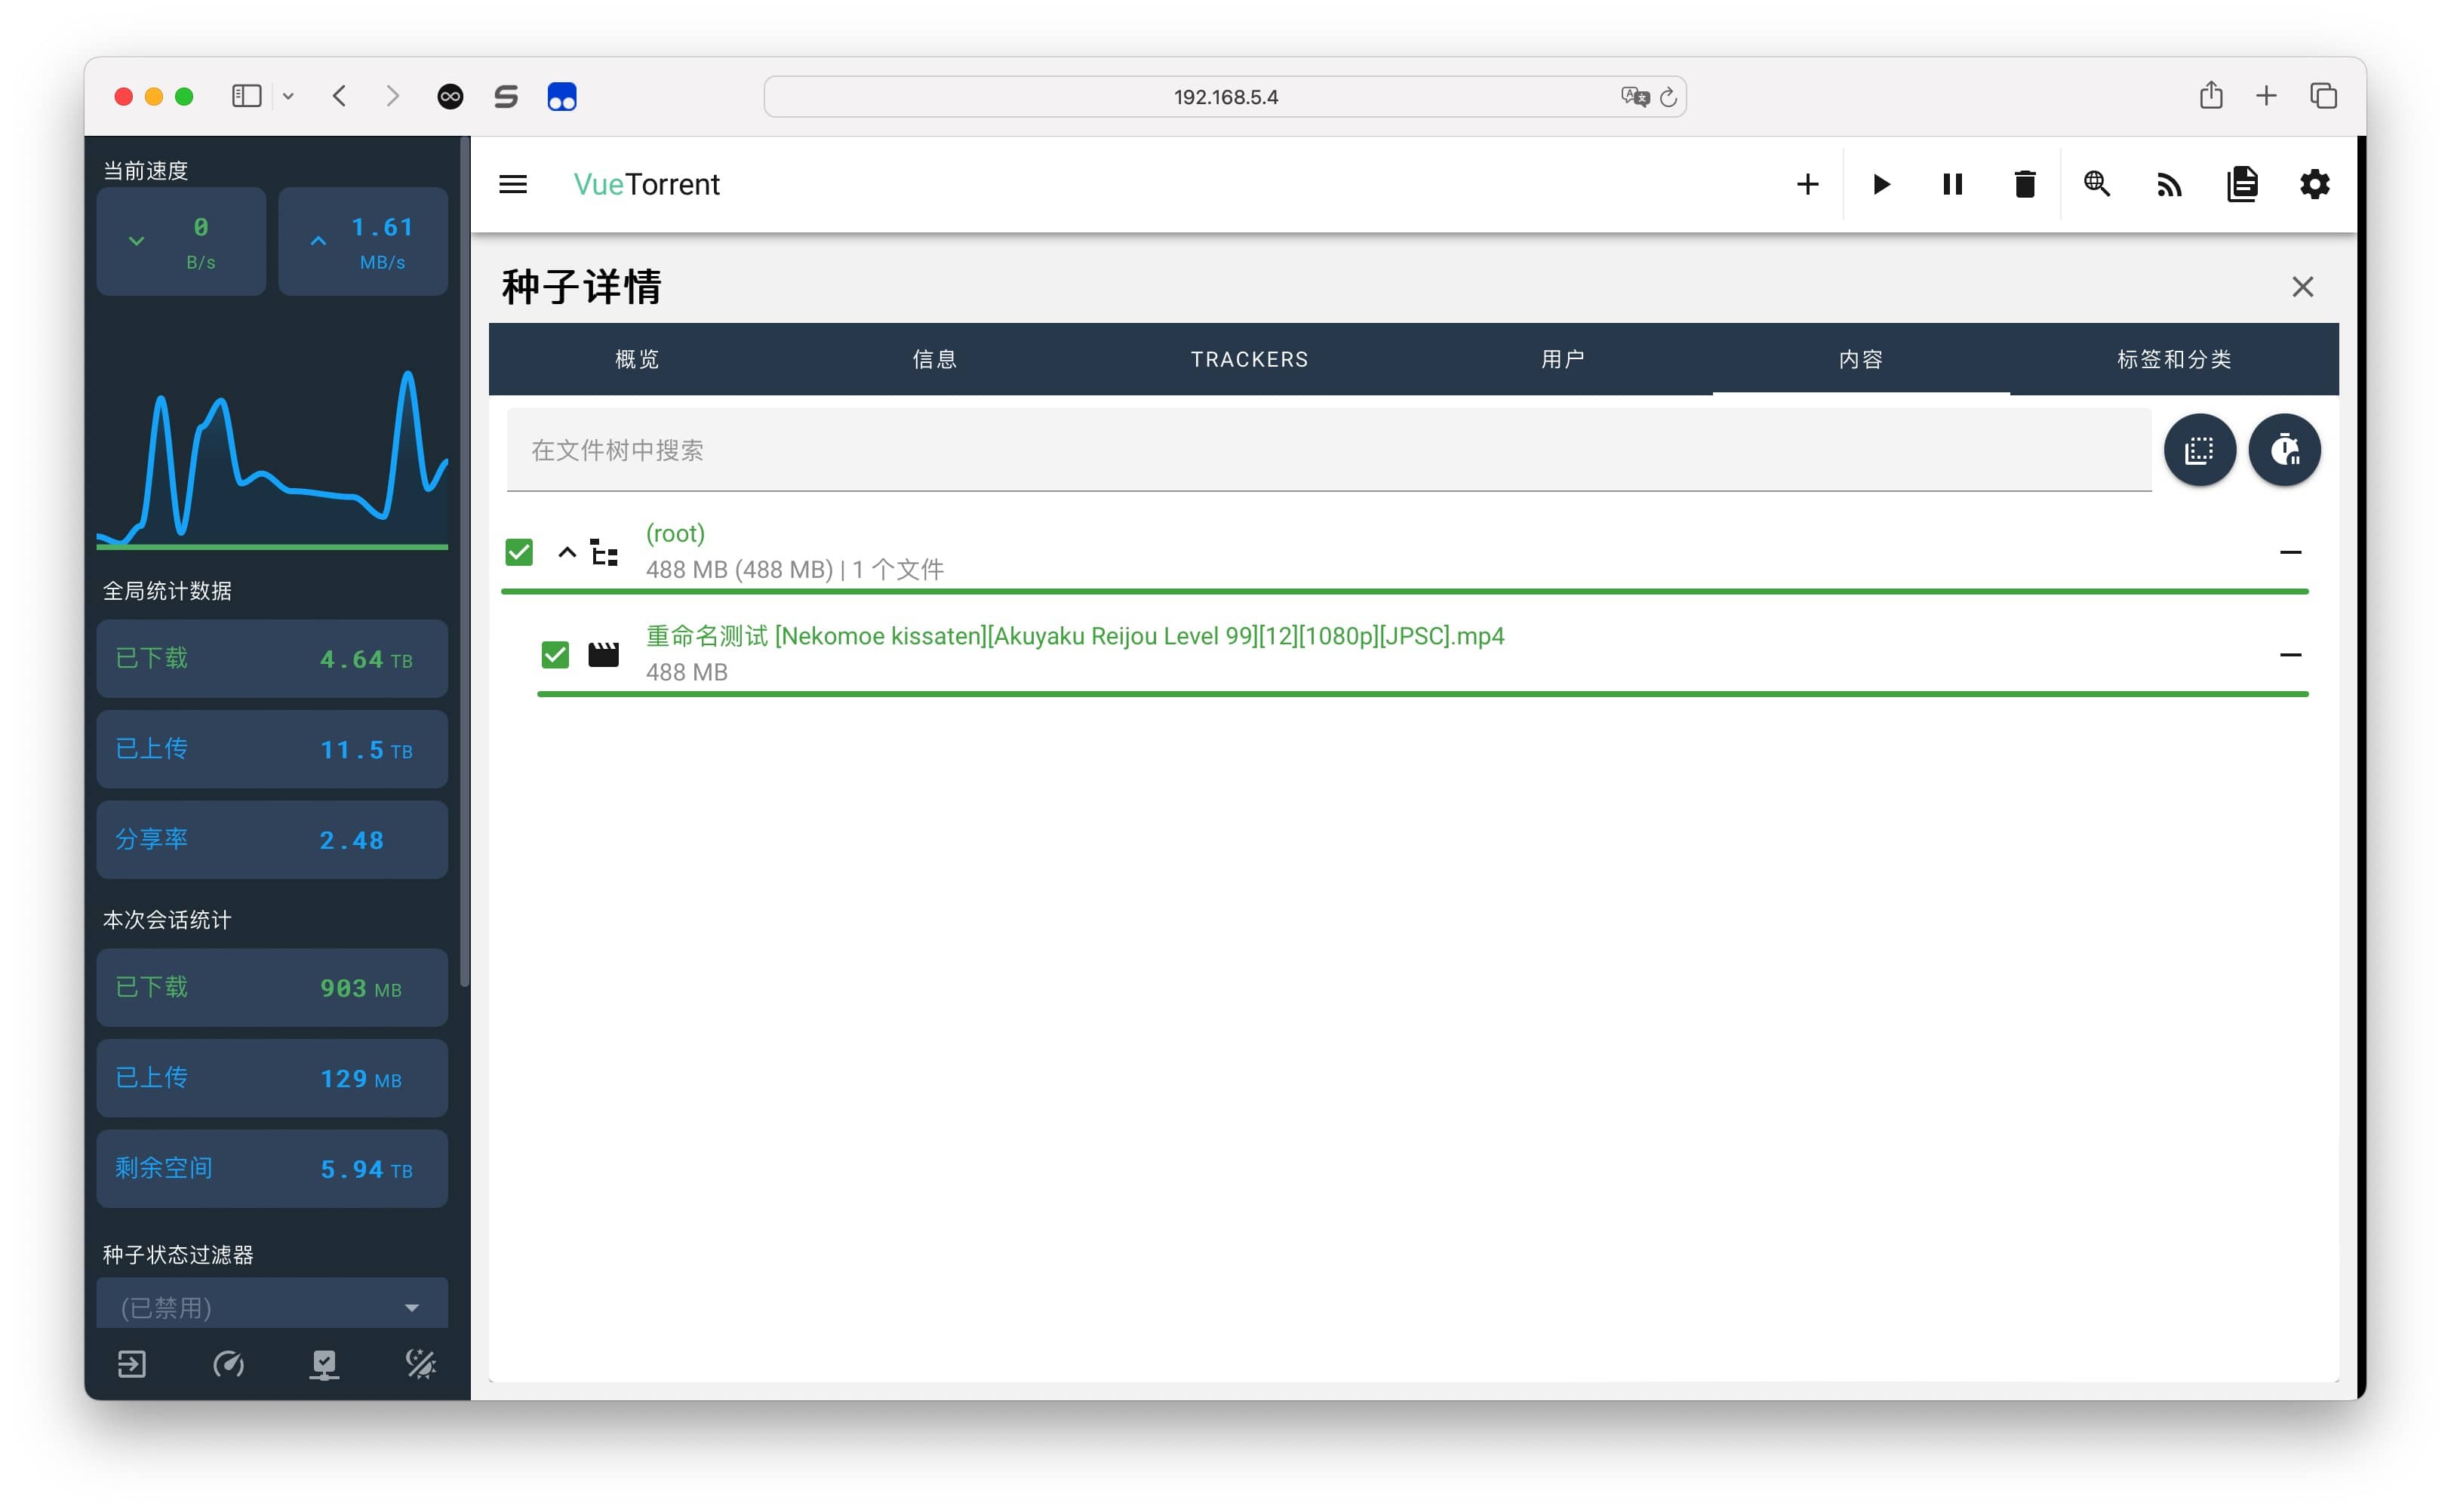 192.168.5.4
当前速度
0
B/s
1.61
MB/s
全局统计数据
已下载 4.64 TB
已上传 11.5 TB
分享率 2.48
本次会话统计
已下载 903 MB
已上传 129 MB
剩余空间 5.94 TB
种子状态过滤器
(已禁用)
VueTorrent
种子详情
概览 信息 TRACKERS 用户 内容 标签和分类
在文件树中搜索
(root)
488 MB (488 MB) | 1 个文件
重命名测试 [Nekomoe kissaten][Akuyaku Reijou Level 99][12][1080p][JPSC].mp4
488 MB